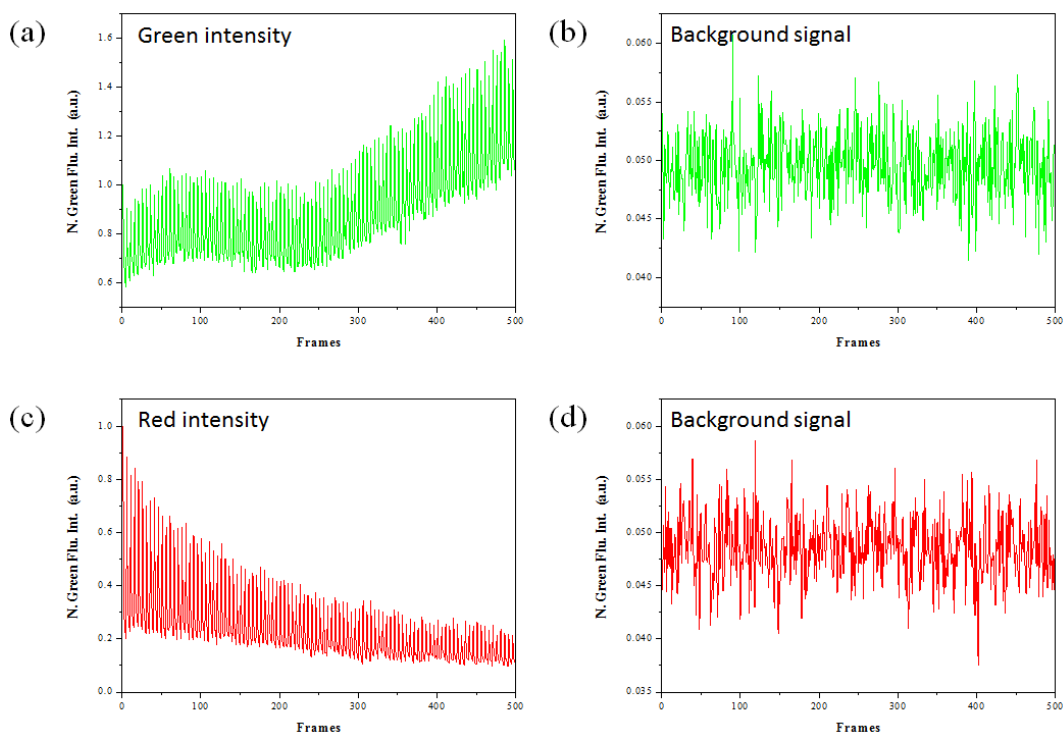 (a)
Green intensity
N. Green Flu. Int. (a.u.)
1.6
1.4
1.2
1.0
0.8
0.6
0 100 200 300 400 500
Frames
(b)
Background signal
N. Green Flu. Int. (a.u.)
0.060
0.055
0.050
0.045
0.040
0 100 200 300 400 500
Frames
(c)
Red intensity
N. Green Flu. Int. (a.u.)
1.0
0.8
0.6
0.4
0.2
0.0
0 100 200 300 400 500
Frames
(d)
Background signal
N. Green Flu. Int. (a.u.)
0.060
0.055
0.050
0.045
0.040
0.035
0 100 200 300 400 500
Frames